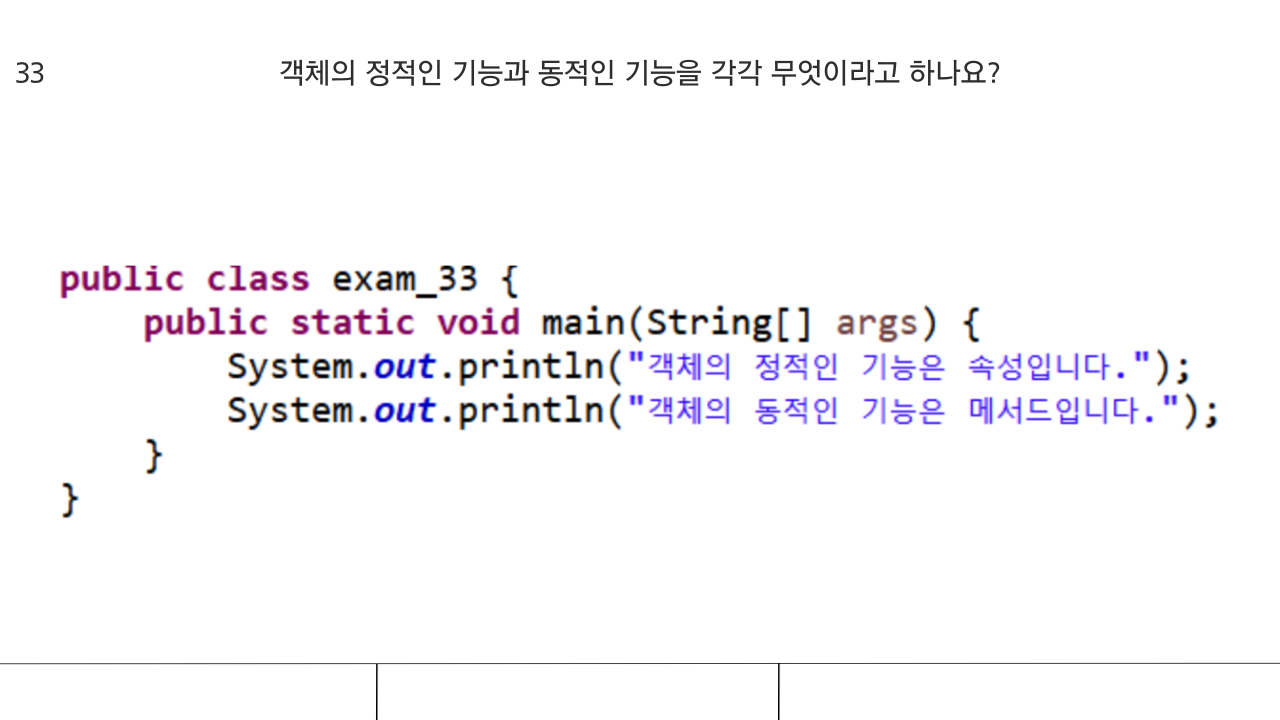 33
객체의 정적인 기능과 동적인 기능을 각각 무엇이라고 하나요?
public class exam_33 {
public static void main(String[] args) {
System.out.println("객체의 정적인 기능은 속성입니다.");
System.out.println("객체의 동적인 기능은 메서드입니다.");
}
}